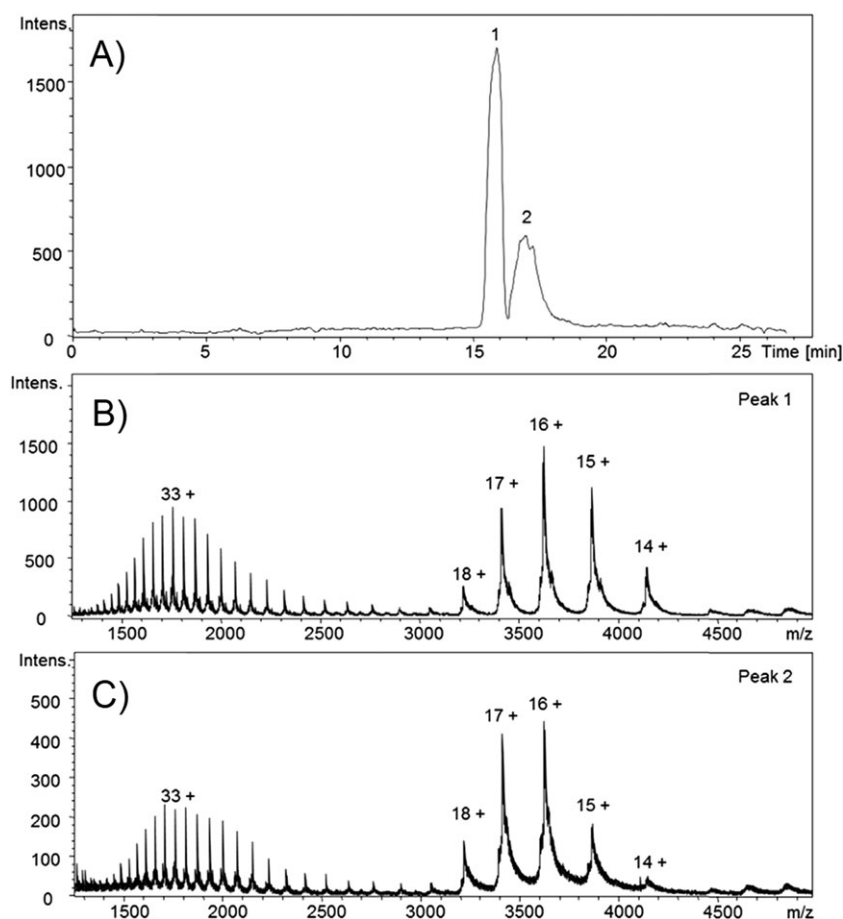 Intens.
A)
1
1500
1000
2
500
0
0 5 10 15 20 25 Time [min]
Intens.
B)
Peak 1
16 +
1500
15 +
17 +
33 +
1000
14 +
500
18 +
0
1500 2000 2500 3000 3500 4000 4500 m/z
Intens.
C)
Peak 2
500
17 + 16 +
400
300
33 +
18 +
15 +
200
14 +
100
0
1500 2000 2500 3000 3500 4000 4500 m/z